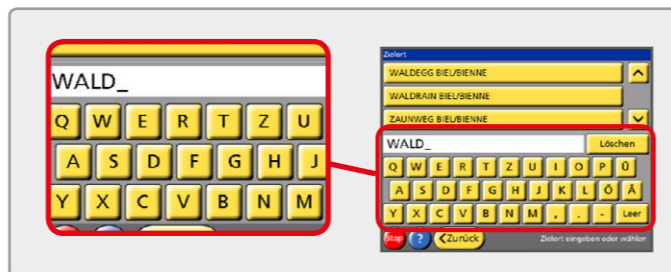 WALD_
Q W E R T Z U
A S D F G H J
Y X C V B N M
Zielort
WALDEGG BIEL/BIENNE
WALDRAIN BIEL/BIENNE
ZAUNWEG BIEL/BIENNE
WALD_ Löschen
Q W E R T Z U I O P Ü
A S D F G H J K L Ö Ä
Y X C V B N M , . - Leer
Stop ? Zurück Zielort eingeben oder wählen